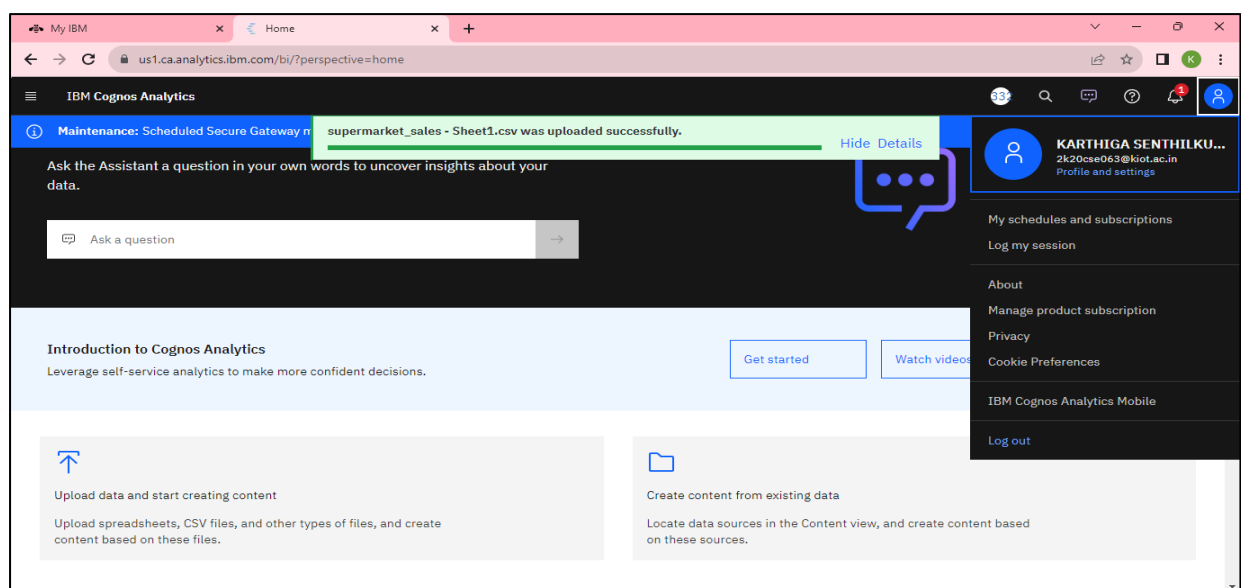 My IBM
Home
us1.ca.analytics.ibm.com/bi/?perspective=home
K
IBM Cognos Analytics
1
Maintenance: Scheduled Secure Gateway
supermarket_sales - Sheet1.csv was uploaded successfully.
Hide Details
KARTHIGA SENTHILKU...
2k20cse063@kiot.ac.in
Profile and settings
Ask the Assistant a question in your own words to uncover insights about your
data.
Ask a question
My schedules and subscriptions
Log my session
About
Manage product subscription
Privacy
Cookie Preferences
IBM Cognos Analytics Mobile
Log out
Introduction to Cognos Analytics
Leverage self-service analytics to make more confident decisions.
Get started
Watch videos
Upload data and start creating content
Upload spreadsheets, CSV files, and other types of files, and create
content based on these files.
Create content from existing data
Locate data sources in the Content view, and create content based
on these sources.